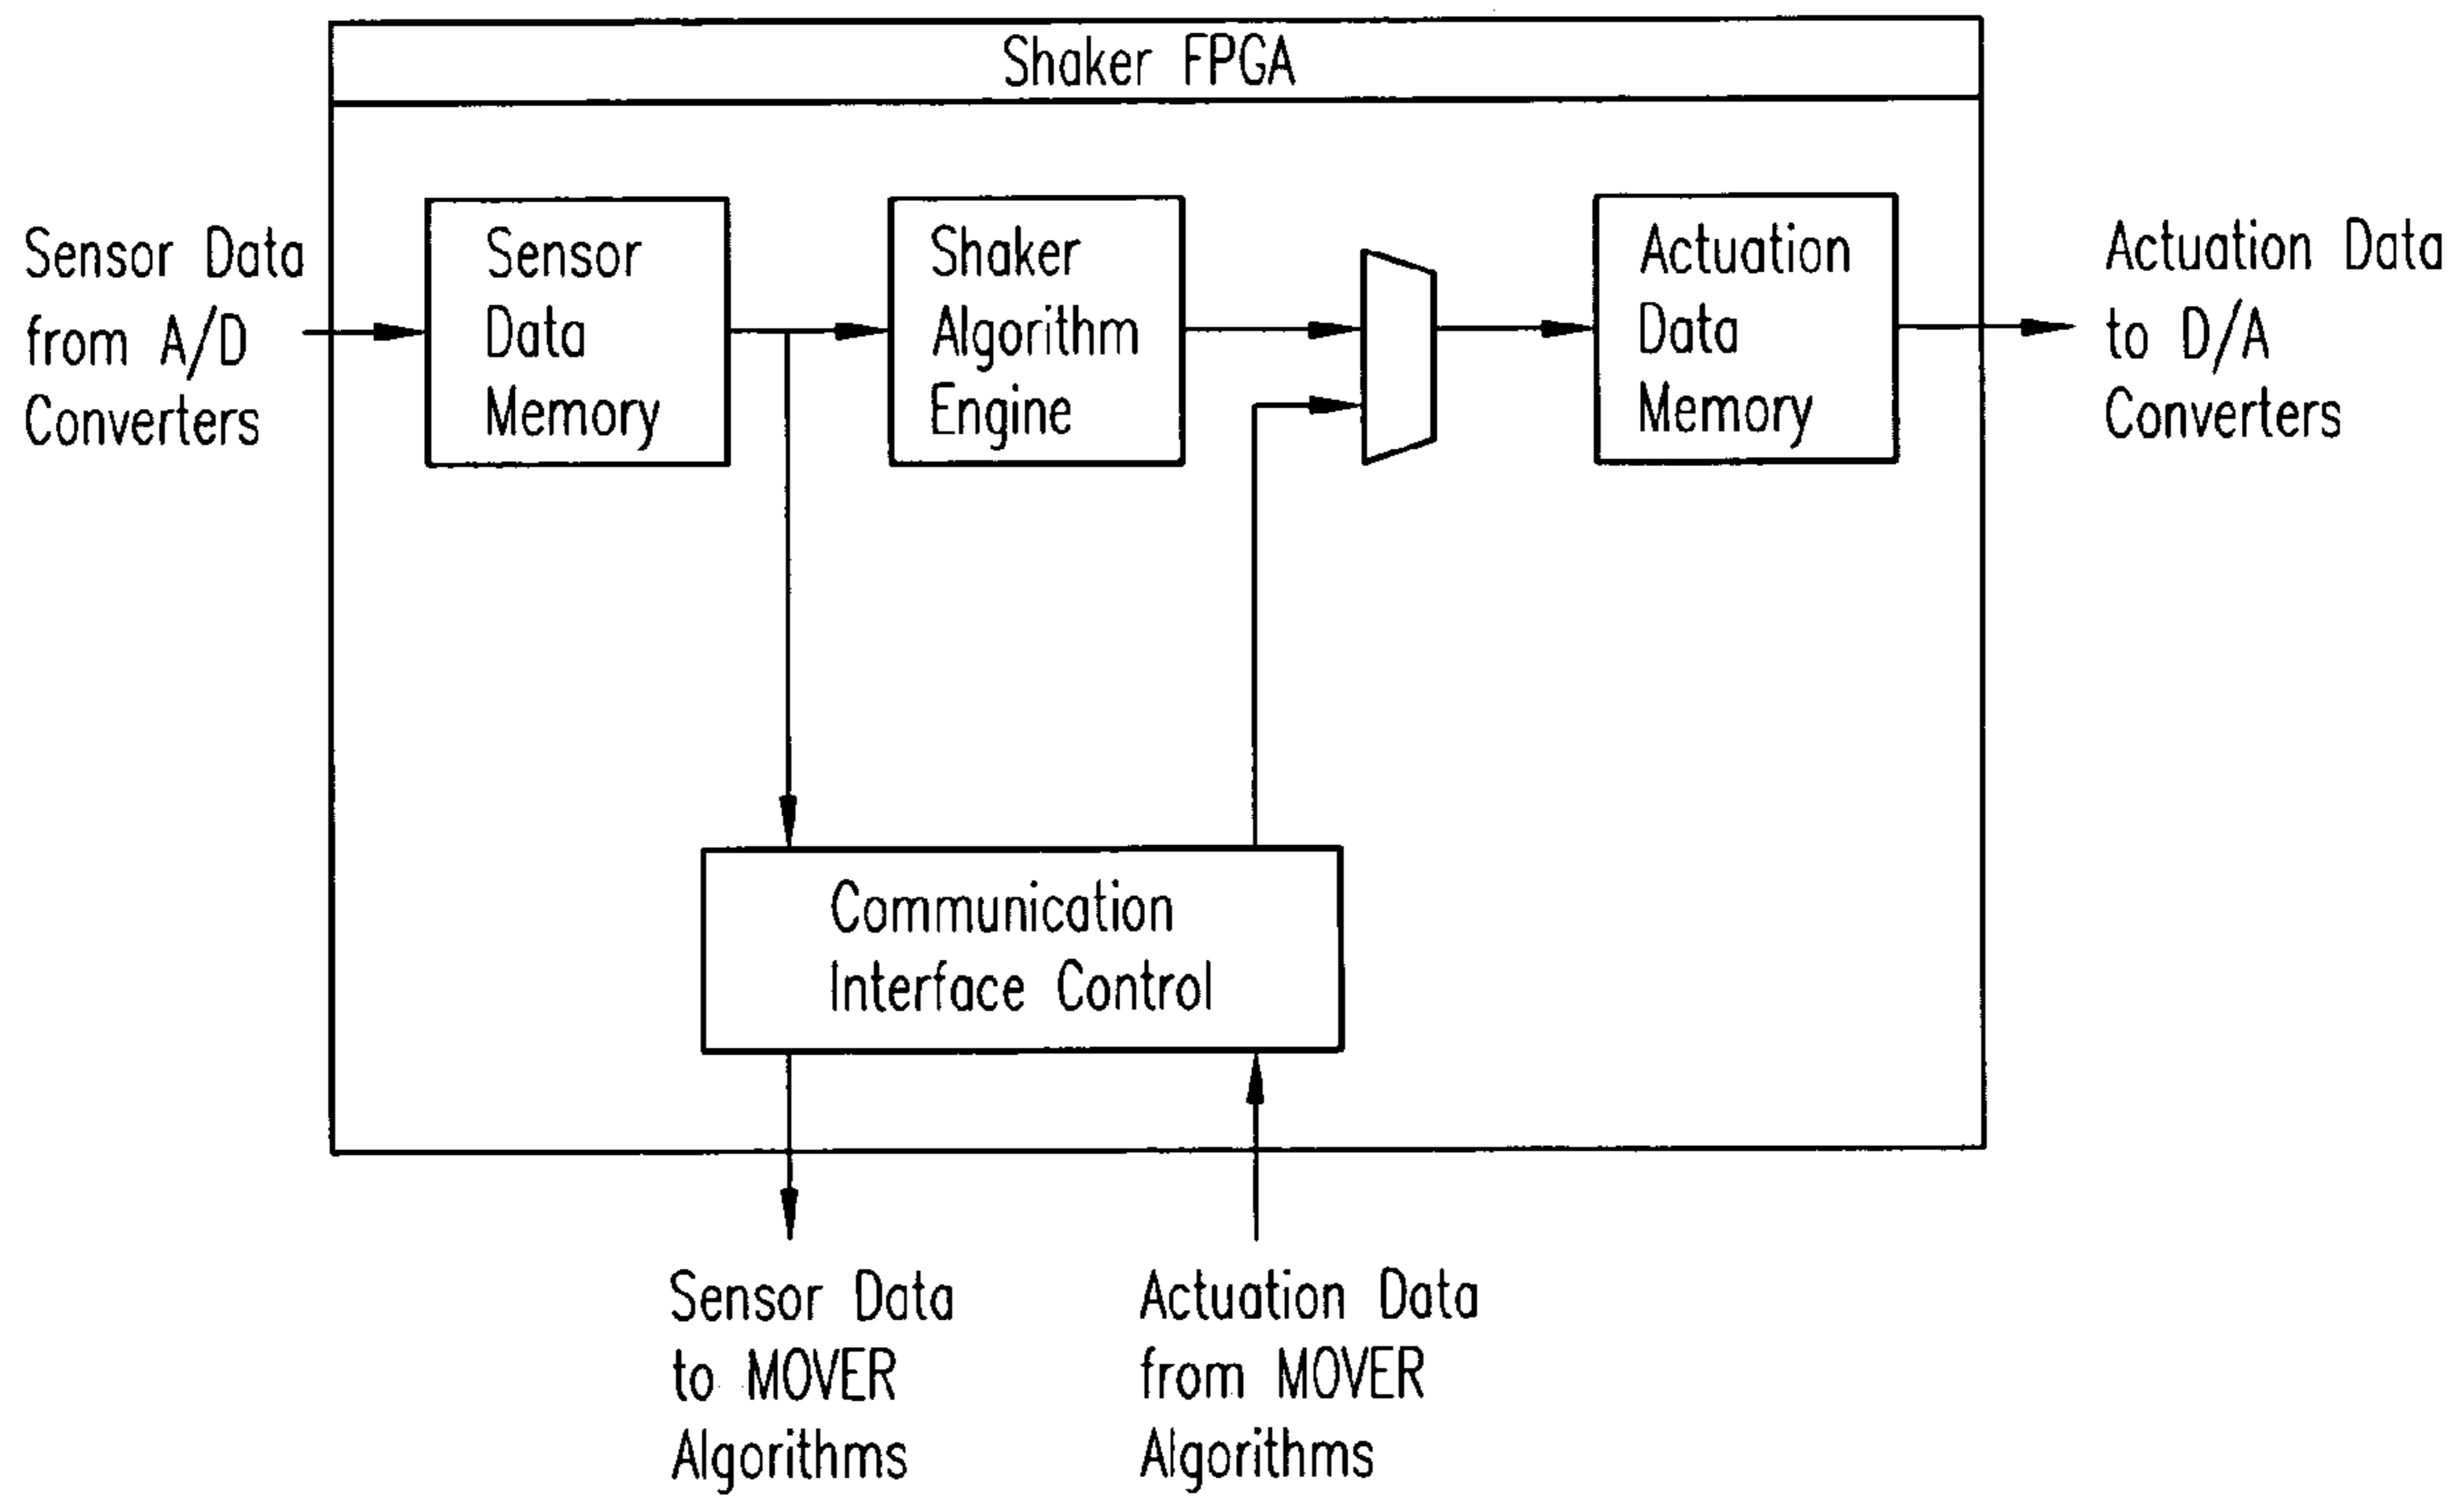 Shaker FPGA
Sensor Data
from A/D
Converters
Sensor
Data
Memory
Shaker
Algorithm
Engine
Actuation
Data
Memory
Actuation Data
to D/A
Converters
Communication
Interface Control
Sensor Data
to MOVER
Algorithms
Actuation Data
from MOVER
Algorithms